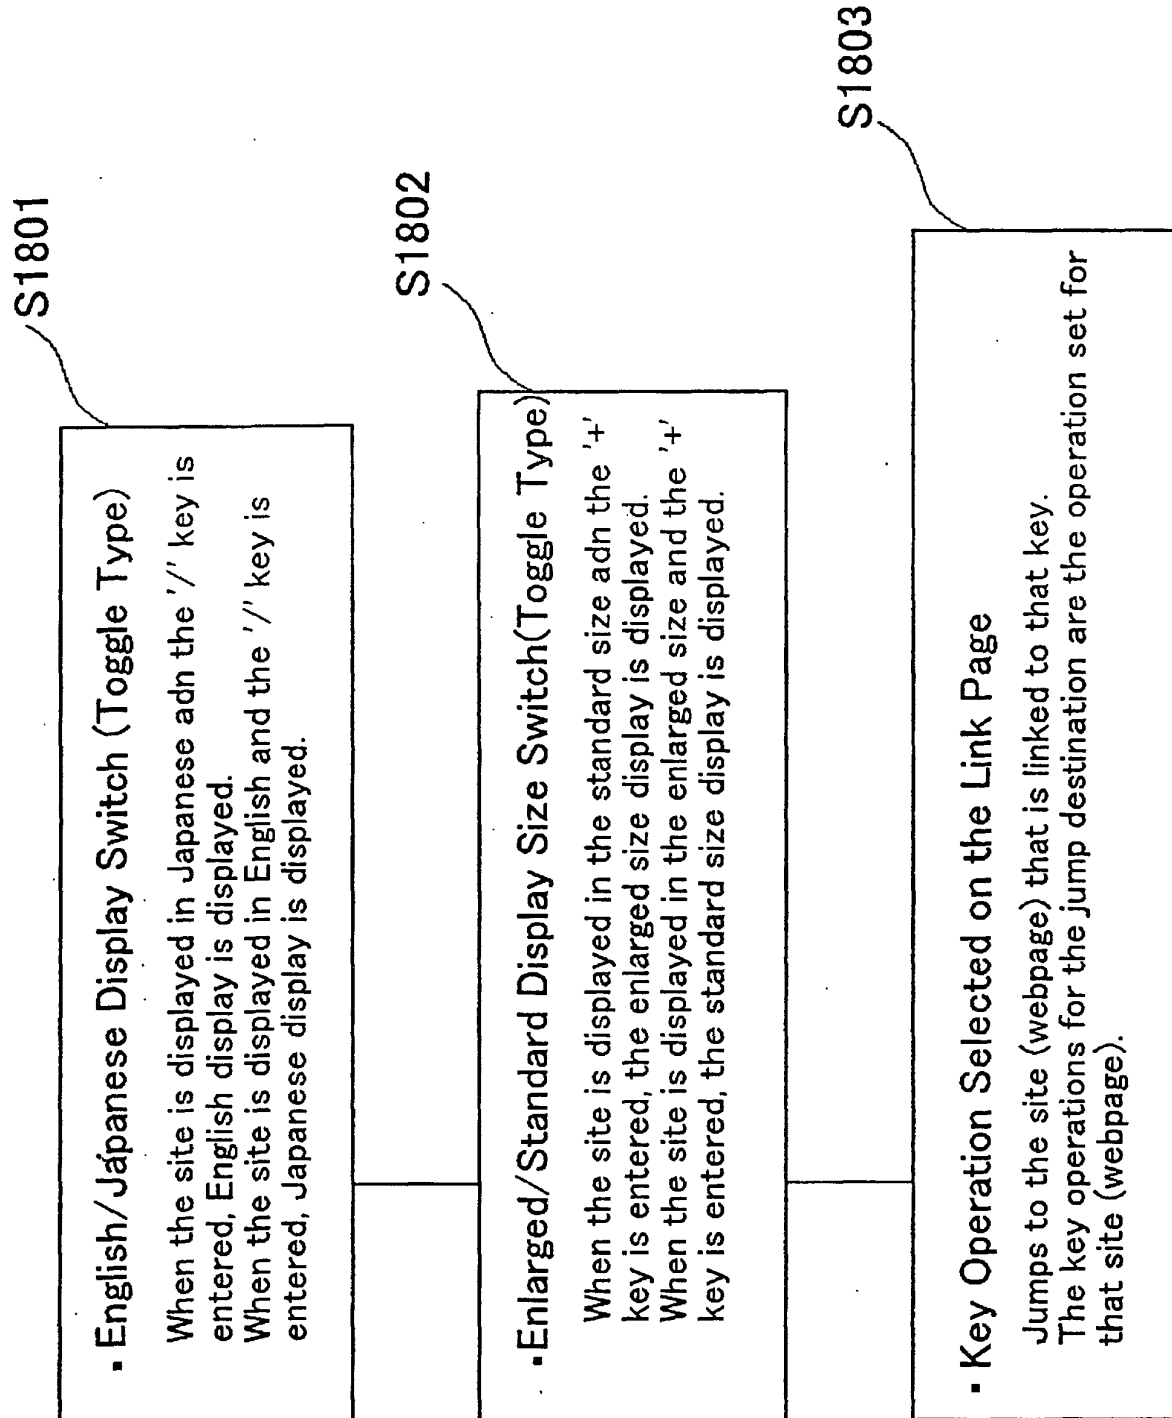 S1801
▪ English/Japanese Display Switch (Toggle Type)
When the site is displayed in Japanese adn the '/' key is
entered, English display is displayed.
When the site is displayed in English and the '/' key is
entered, Japanese display is displayed.
S1802
▪Enlarged/Standard Display Size Switch(Toggle Type)
When the site is displayed in the standard size adn the '+'
key is entered, the enlarged size display is displayed.
When the site is displayed in the enlarged size and the '+'
key is entered, the standard size display is displayed.
S1803
▪ Key Operation Selected on the Link Page
Jumps to the site (webpage) that is linked to that key.
The key operations for the jump destination are the operation set for
that site (webpage).